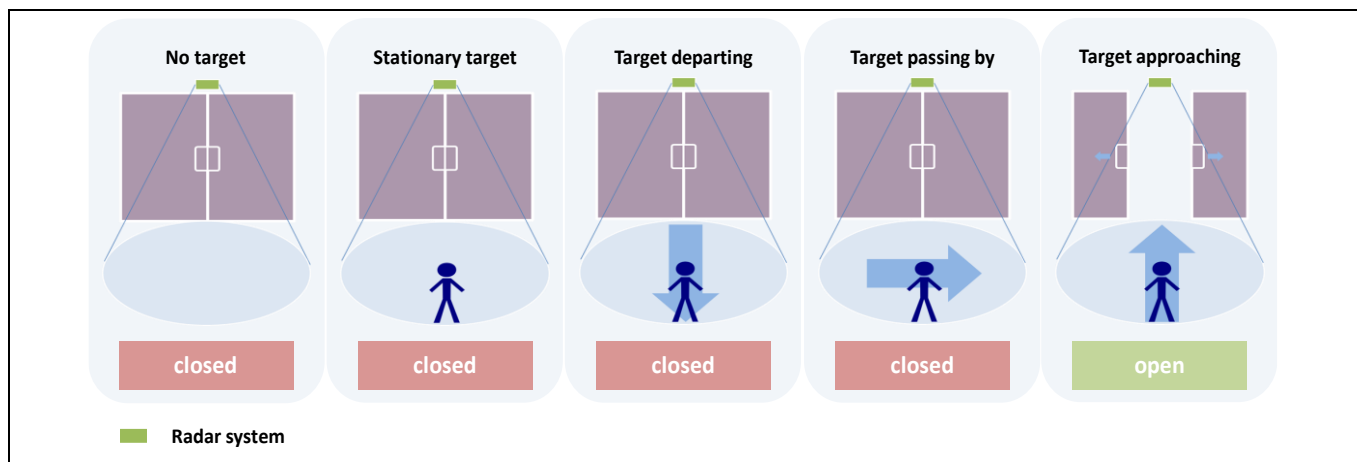 No target
Stationary target
Target departing
Target passing by
Target approaching
closed
closed
closed
closed
open
Radar system